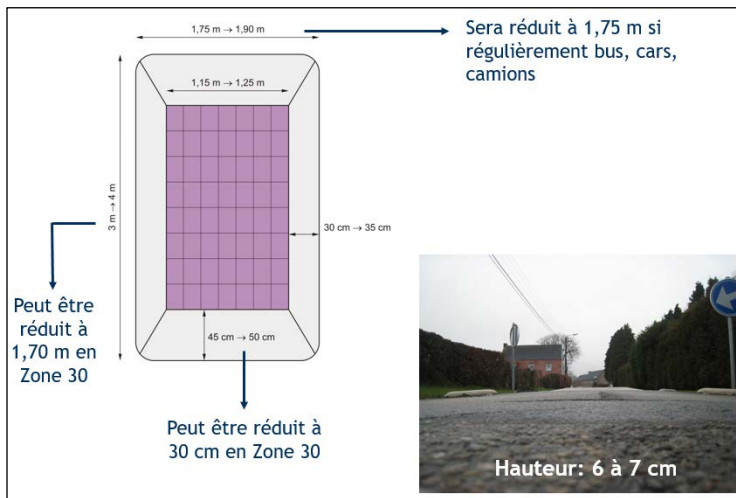 1,75 m → 1,90 m
Sera réduit à 1,75 m si
régulièrement bus, cars,
camions
1,15 m → 1,25 m
3 m → 4 m
30 cm → 35 cm
Peut être
réduit à
1,70 m en
Zone 30
45 cm → 50 cm
Peut être réduit à
30 cm en Zone 30
Hauteur: 6 à 7 cm